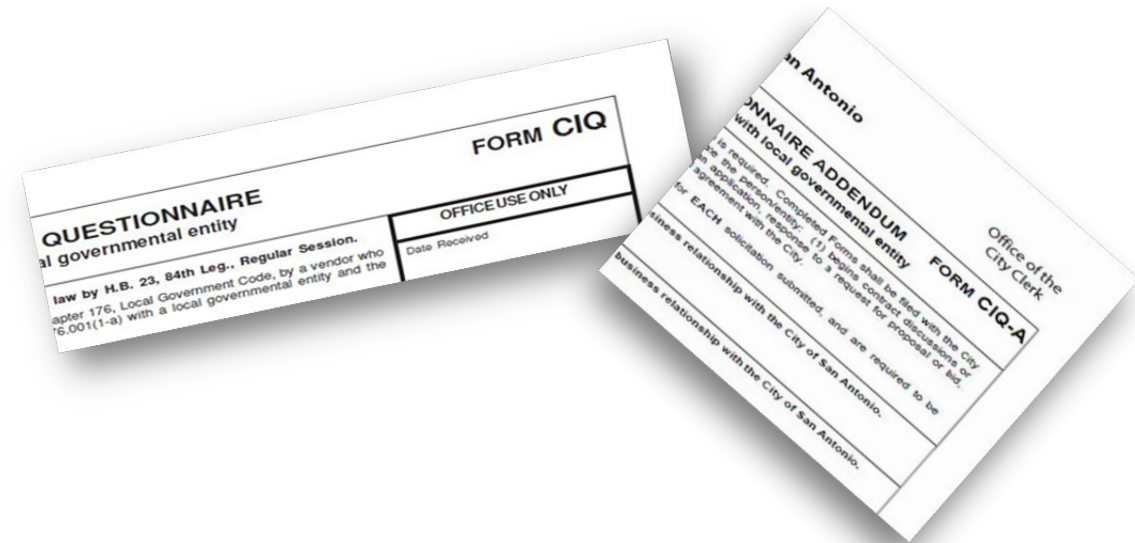 FORM CIQ
QUESTIONNAIRE
al governmental entity
OFFICE USE ONLY
law by H.B. 23, 84th Leg., Regular Session.
Date Received
apter 176, Local Government Code, by a vendor who
6.001(1-a) with a local governmental entity and the
an Antonio
Office of the
City Clerk
ONNAIRE ADDENDUM FORM CIQ-A
with local governmental entity
is required. Completed Forms shall be filed with the City
the person/entity: (1) begins contract discussions or
application, response to a request for proposal or bid,
agreement with the City.
for EACH solicitation submitted, and are required to be
siness relationship with the City of San Antonio.
business relationship with the City of San Antonio.